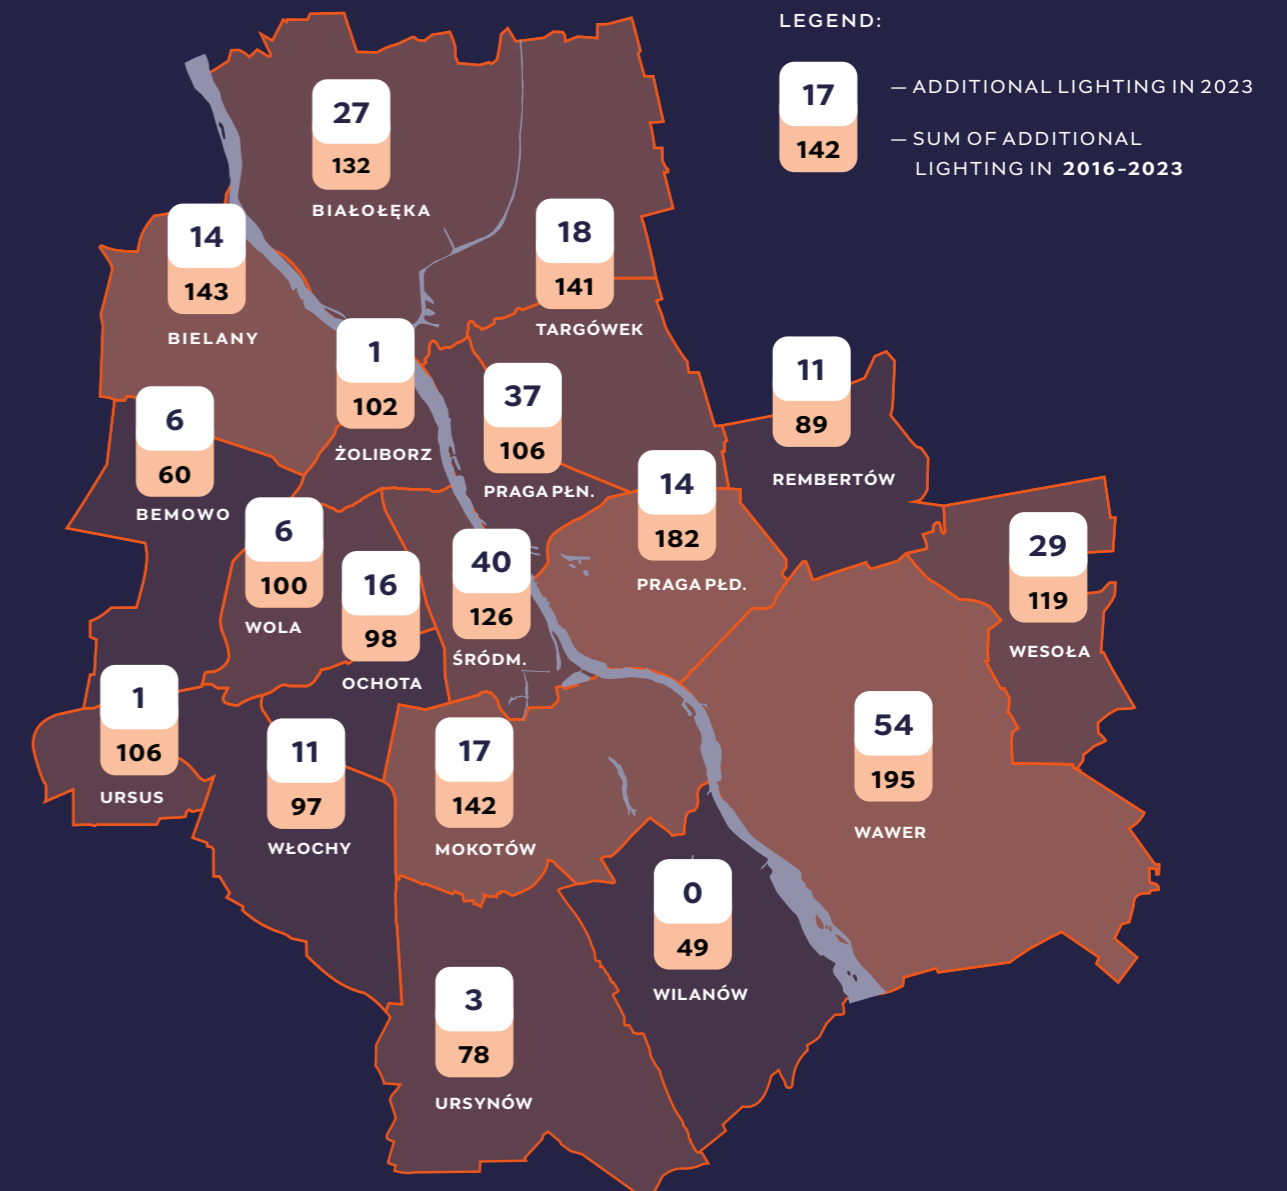 LEGEND:
17
— ADDITIONAL LIGHTING IN 2023
142
— SUM OF ADDITIONAL
LIGHTING IN 2016-2023
27
132
BIAŁOŁĘKA
14
143
BIELANY
18
141
TARGÓWEK
1
102
ŻOLIBORZ
37
106
PRAGA PŁN.
11
89
REMBERTÓW
6
60
BEMOWO
14
182
PRAGA PŁD.
6
100
WOLA
16
98
OCHOTA
40
126
ŚRÓDM.
29
119
WESOŁA
1
106
URSUS
11
97
WŁOCHY
17
142
MOKOTÓW
54
195
WAWER
0
49
WILANÓW
3
78
URSYNÓW